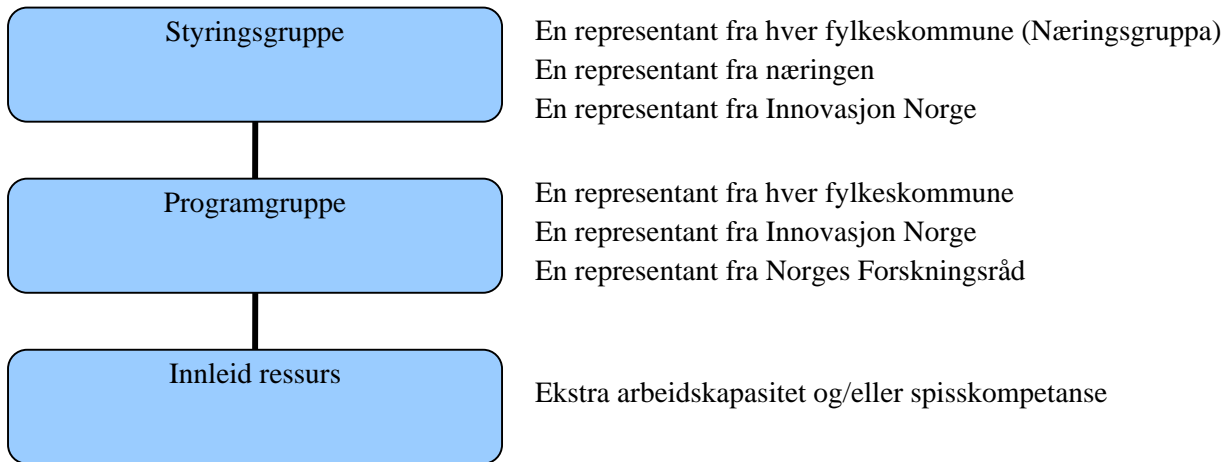 Styringsgruppe
En representant fra hver fylkeskommune (Næringsgruppa)
En representant fra næringen
En representant fra Innovasjon Norge
Programgruppe
En representant fra hver fylkeskommune
En representant fra Innovasjon Norge
En representant fra Norges Forskningsråd
Innleid ressurs
Ekstra arbeidskapasitet og/eller spisskompetanse